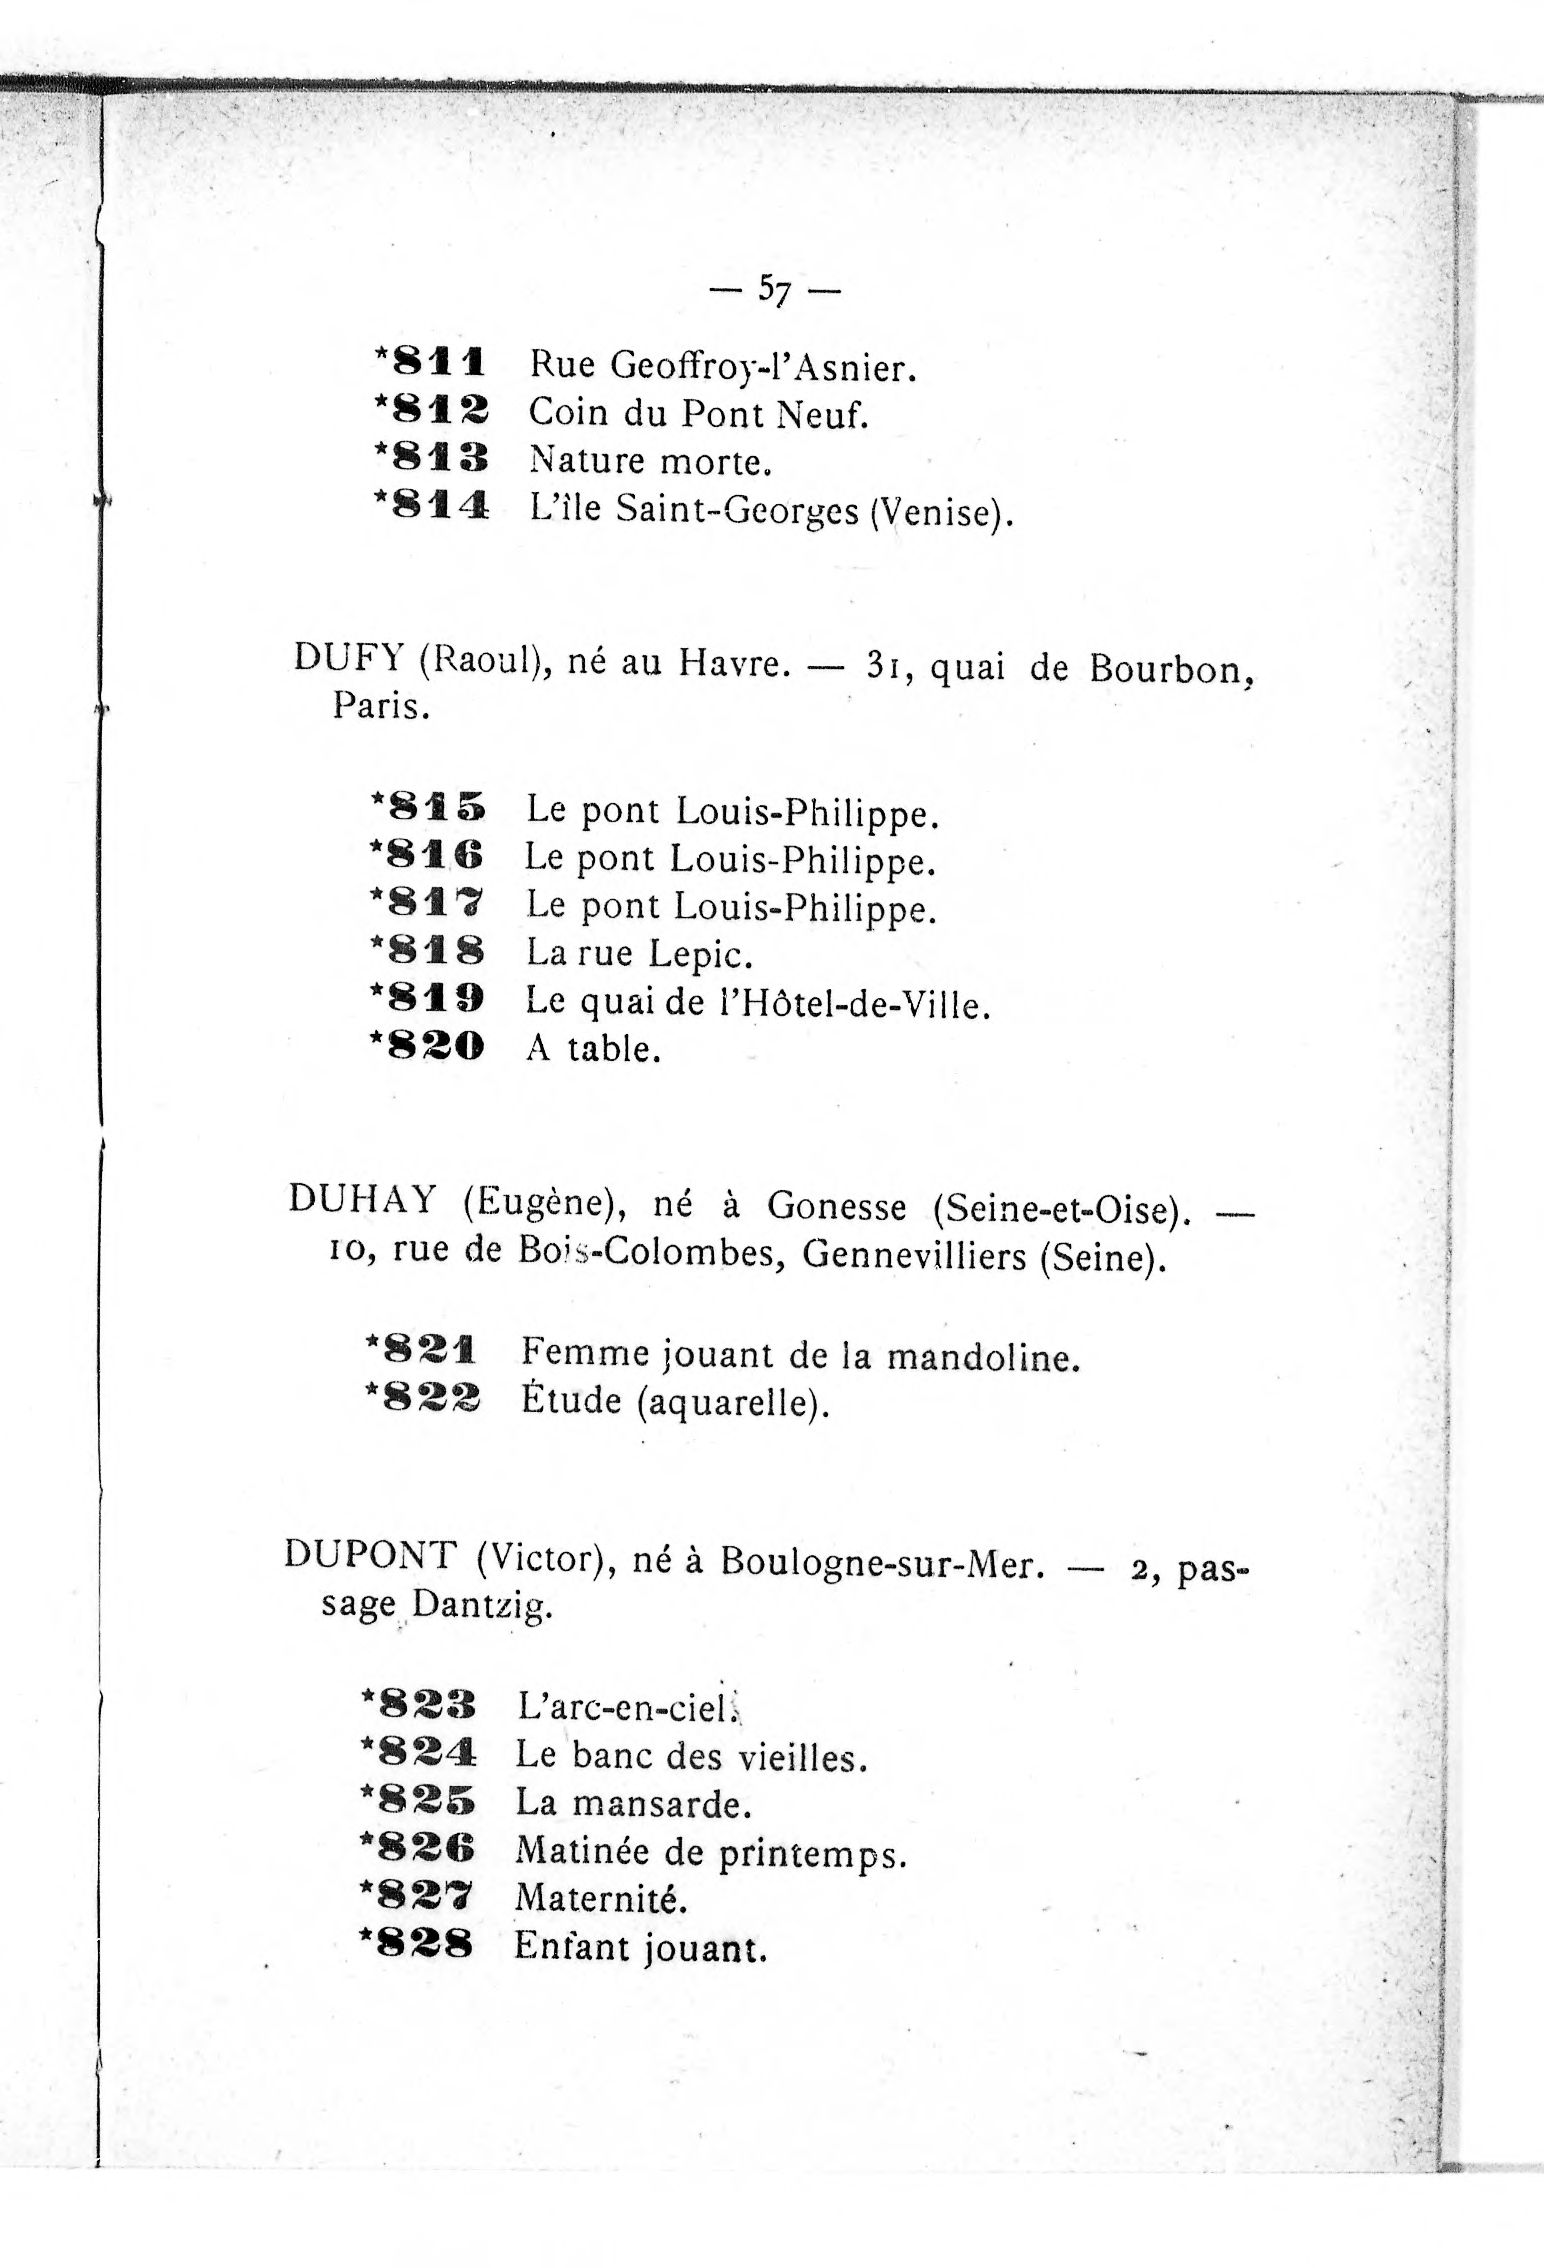 — 57 —
*811 Rue Geoffroy-l'Asnier.
*812 Coin du Pont Neuf.
*813 Nature morte.
*814 L'île Saint-Georges (Venise).
DUFY (Raoul), né au Havre. — 31, quai de Bourbon,
Paris.
*815 Le pont Louis-Philippe.
*816 Le pont Louis-Philippe.
*817 Le pont Louis-Philippe.
*818 La rue Lepic.
*819 Le quai de l'Hôtel-de-Ville.
*820 A table.
DUHAY (Eugène), né à Gonesse (Seine-et-Oise). —
10, rue de Bois-Colombes, Gennevilliers (Seine).
*821 Femme jouant de la mandoline.
*822 Étude (aquarelle).
DUPONT (Victor), né à Boulogne-sur-Mer. — 2, pas-
sage Dantzig.
*823 L'arc-en-ciel.
*824 Le banc des vieilles.
*825 La mansarde.
*826 Matinée de printemps.
*827 Maternité.
*828 Enfant jouant.